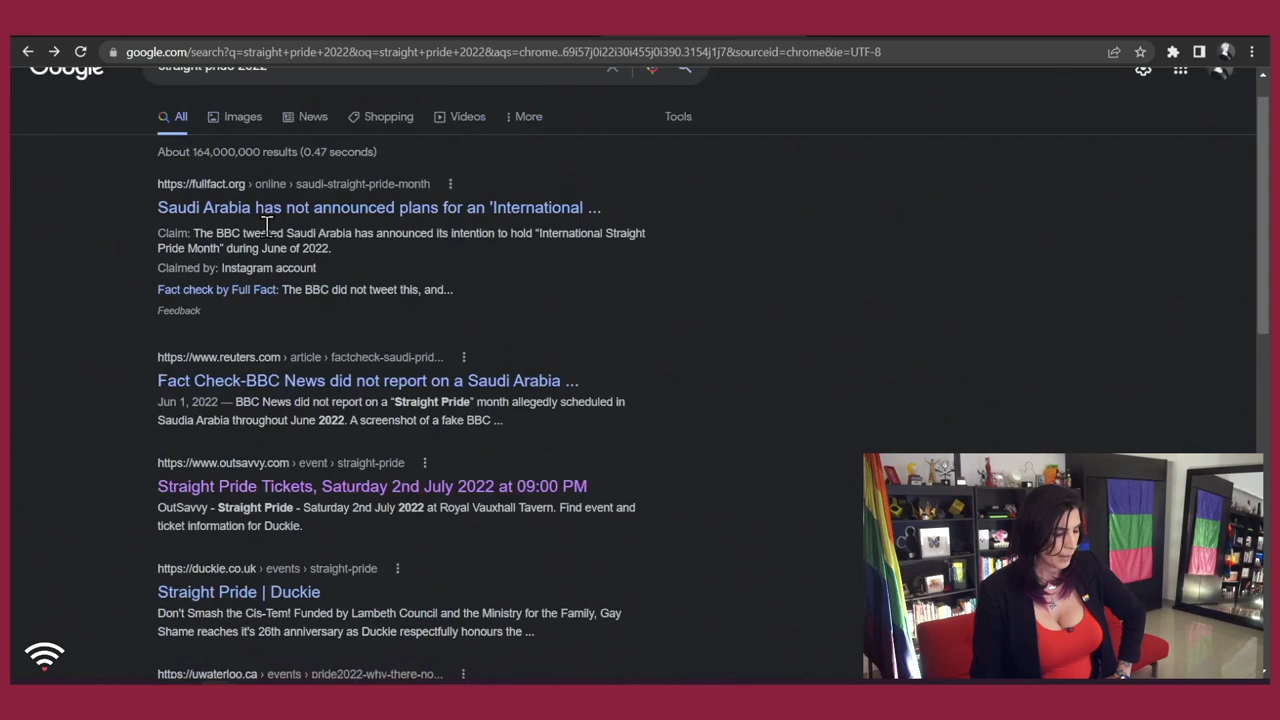 google.com/search?q=straight+pride+2022&oq=straight+pride+2022&aqs=chrome..69i57j0i22i30i455j0i390.3154j1j7&sourceid=chrome&ie=UTF-8
Google straight pride 2022
All Images News Shopping Videos More Tools
About 164,000,000 results (0.47 seconds)
https://fullfact.org › online › saudi-straight-pride-month
Saudi Arabia has not announced plans for an 'International ...
Claim: The BBC tweeted Saudi Arabia has announced its intention to hold “International Straight
Pride Month” during June of 2022.
Claimed by: Instagram account
Fact check by Full Fact: The BBC did not tweet this, and...
Feedback
https://www.reuters.com › article › factcheck-saudi-prid...
Fact Check-BBC News did not report on a Saudi Arabia ...
Jun 1, 2022 — BBC News did not report on a “Straight Pride” month allegedly scheduled in
Saudia Arabia throughout June 2022. A screenshot of a fake BBC ...
https://www.outsavvy.com › event › straight-pride
Straight Pride Tickets, Saturday 2nd July 2022 at 09:00 PM
OutSavvy - Straight Pride - Saturday 2nd July 2022 at Royal Vauxhall Tavern. Find event and
ticket information for Duckie.
https://duckie.co.uk › events › straight-pride
Straight Pride | Duckie
Don't Smash the Cis-Tem! Funded by Lambeth Council and the Ministry for the Family, Gay
Shame reaches it's 26th anniversary as Duckie respectfully honours the ...
https://uwaterloo.ca › events › pride2022-why-there-no...